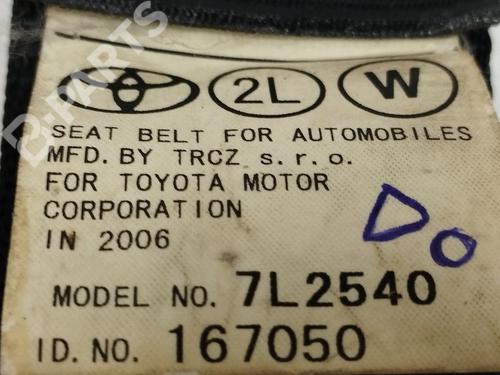 2L W
SEAT BELT FOR AUTOMOBILES
MFD. BY TRCZ s. r. o.
FOR TOYOTA MOTOR
CORPORATION
IN 2006
Do
MODEL NO. 7L2540
ID. NO. 167050
B-PARTS